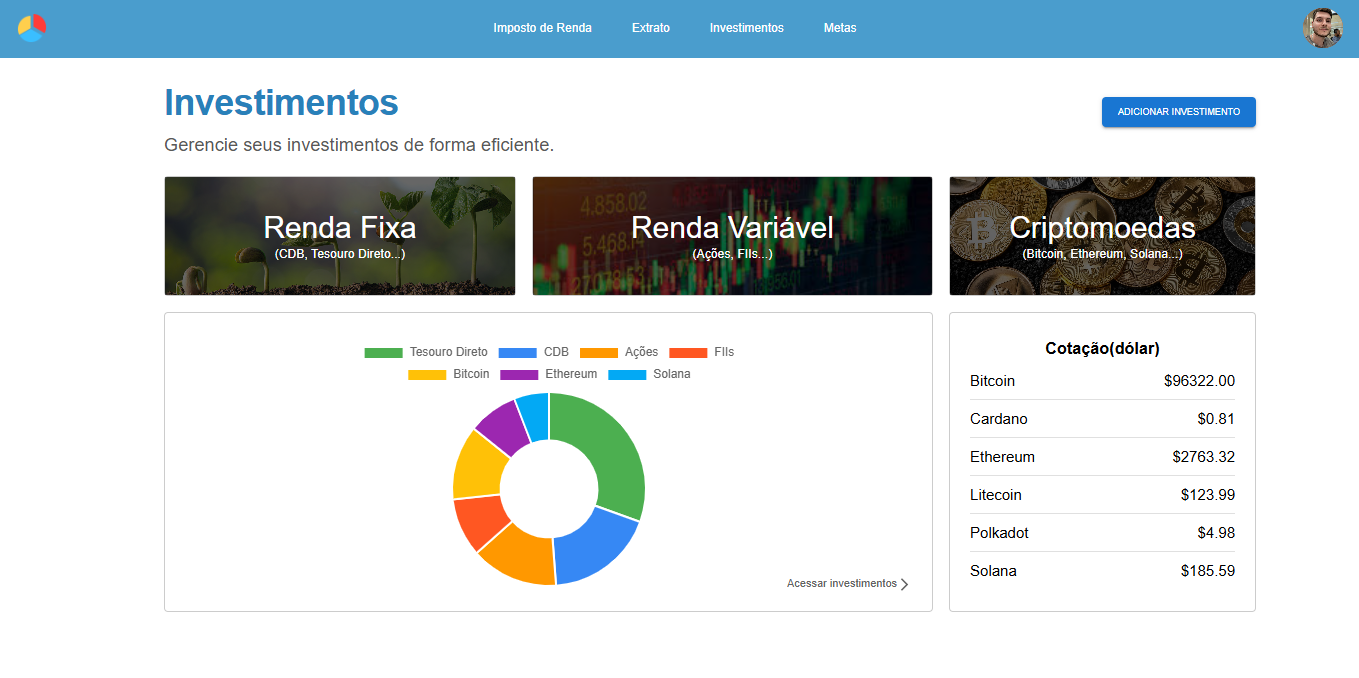 Imposto de Renda Extrato Investimentos Metas
Investimentos
ADICIONAR INVESTIMENTO
Gerencie seus investimentos de forma eficiente.
Renda Fixa
(CDB, Tesouro Direto...)
4.858.02
Renda Variável
(Ações, FIIs...)
Criptomoedas
(Bitcoin, Ethereum, Solana...)
Tesouro Direto CDB Ações FIIs
Bitcoin Ethereum Solana
Acessar investimentos
Cotação(dólar)
Bitcoin $96322.00
Cardano $0.81
Ethereum $2763.32
Litecoin $123.99
Polkadot $4.98
Solana $185.59